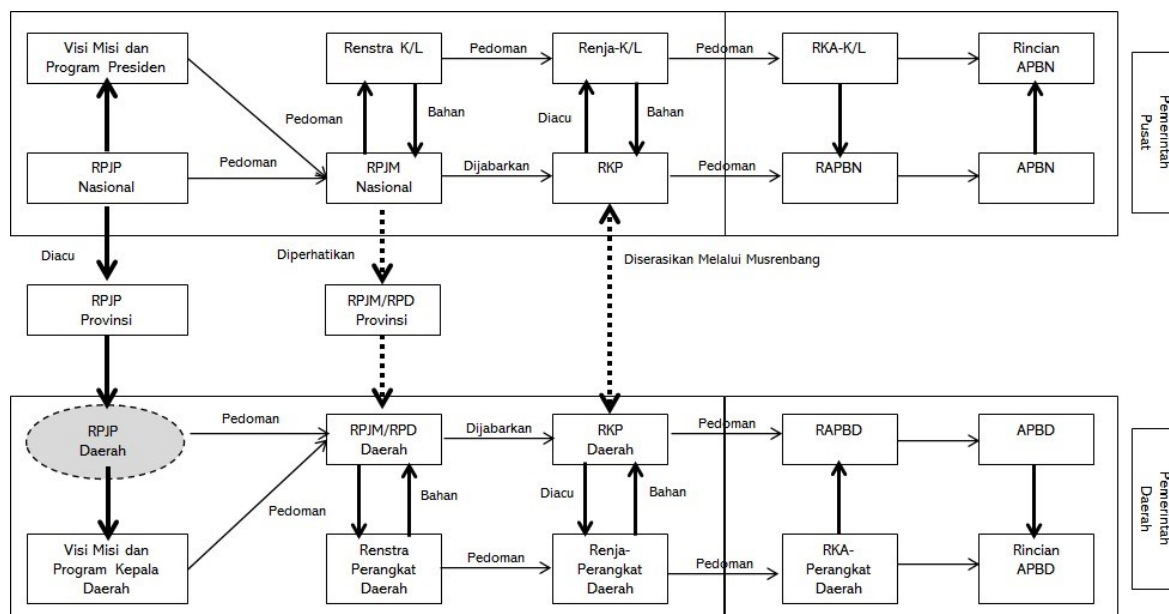 Visi Misi dan
Program Presiden
Renstra K/L
Pedoman
Renja-K/L
Pedoman
RKA-K/L
Rincian
APBN
Pedoman
Bahan
Diacu
Bahan
Pemerintah
Pusat
RPJP
Nasional
Pedoman
RPJM
Nasional
Dijabarkan
RKP
Pedoman
RAPBN
APBN
Diacu
Diperhatikan
Diserasikan Melalui Musrenbang
RPJP
Provinsi
RPJM/RPD
Provinsi
RPJP
Daerah
Pedoman
RPJM/RPD
Daerah
Dijabarkan
RKP
Daerah
Pedoman
RAPBD
APBD
Pedoman
Bahan
Diacu
Bahan
Pemerintah
Daerah
Visi Misi dan
Program Kepala
Daerah
Renstra
Perangkat
Daerah
Pedoman
Renja-
Perangkat
Daerah
Pedoman
RKA-
Perangkat
Daerah
Rincian
APBD